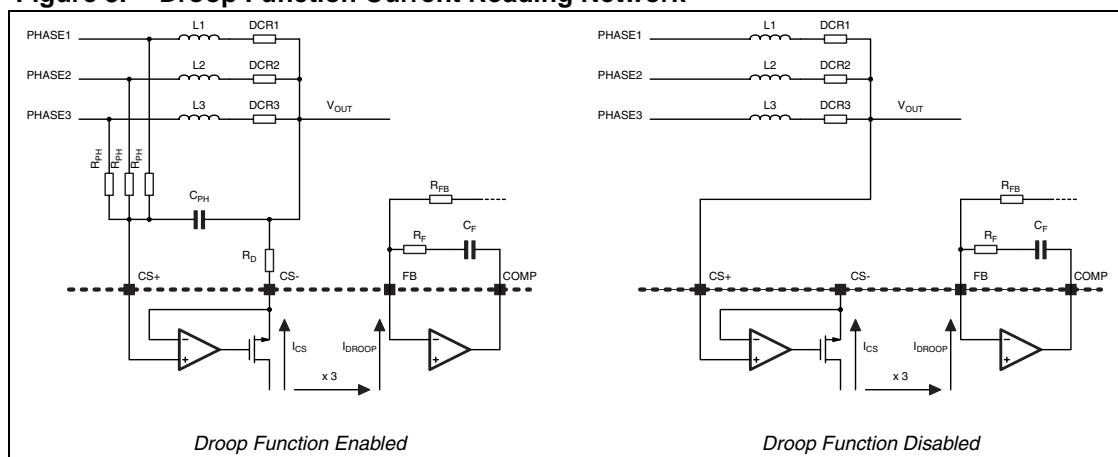 Figure 8. Droop Function Current Reading Network
PHASE1
L1
DCR1
PHASE2
L2
DCR2
PHASE3
L3
DCR3
VOUT
RPH
RPH
RPH
CPH
RD
RFB
RF
CF
CS+
CS-
FB
COMP
ICS
IDROOP
x 3
Droop Function Enabled
PHASE1
L1
DCR1
PHASE2
L2
DCR2
PHASE3
L3
DCR3
VOUT
RFB
RF
CF
CS+
CS-
FB
COMP
ICS
IDROOP
x 3
Droop Function Disabled